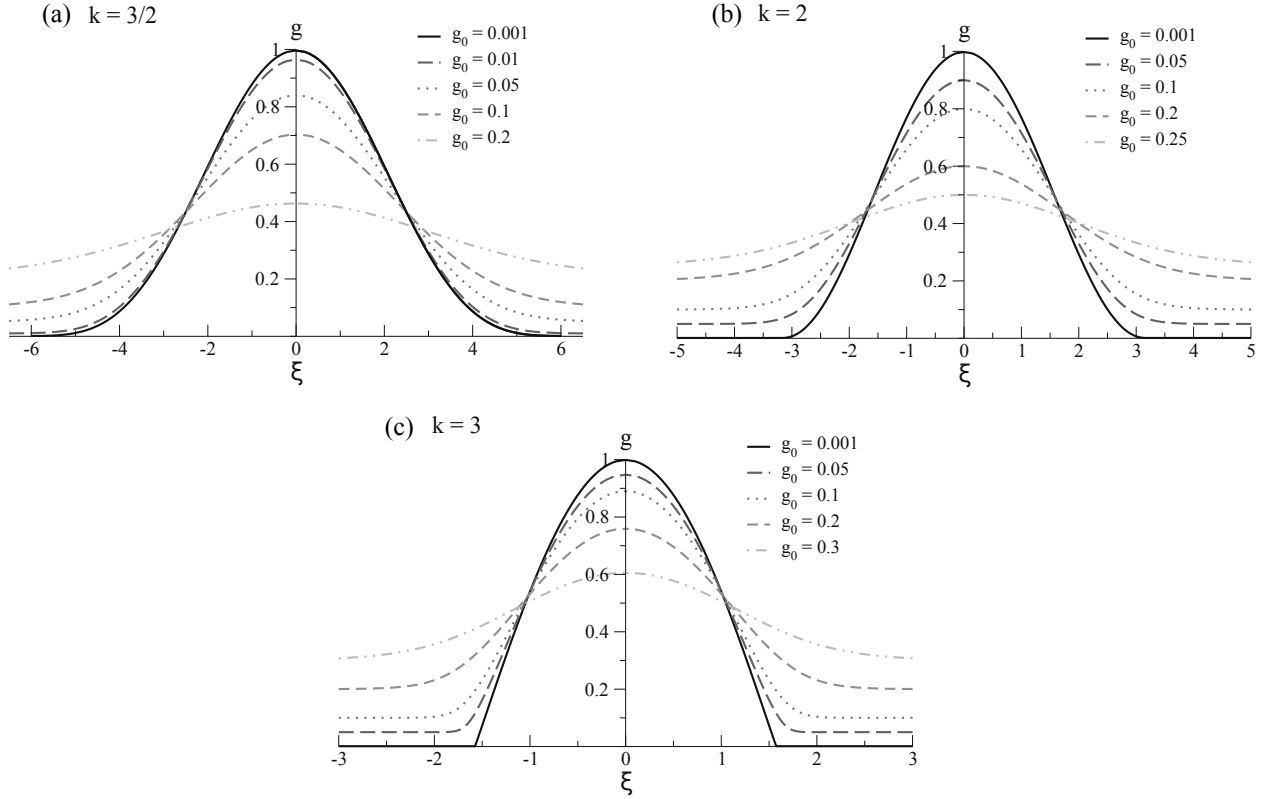 (a) k = 3/2
g
g₀ = 0.001
g₀ = 0.01
g₀ = 0.05
g₀ = 0.1
g₀ = 0.2
1
0.8
0.6
0.4
0.2
-6 -4 -2 0 2 4 6
ξ
(b) k = 2
g
g₀ = 0.001
g₀ = 0.05
g₀ = 0.1
g₀ = 0.2
g₀ = 0.25
1
0.8
0.6
0.4
0.2
-5 -4 -3 -2 -1 0 1 2 3 4 5
ξ
(c) k = 3
g
g₀ = 0.001
g₀ = 0.05
g₀ = 0.1
g₀ = 0.2
g₀ = 0.3
1
0.8
0.6
0.4
0.2
-3 -2 -1 0 1 2 3
ξ